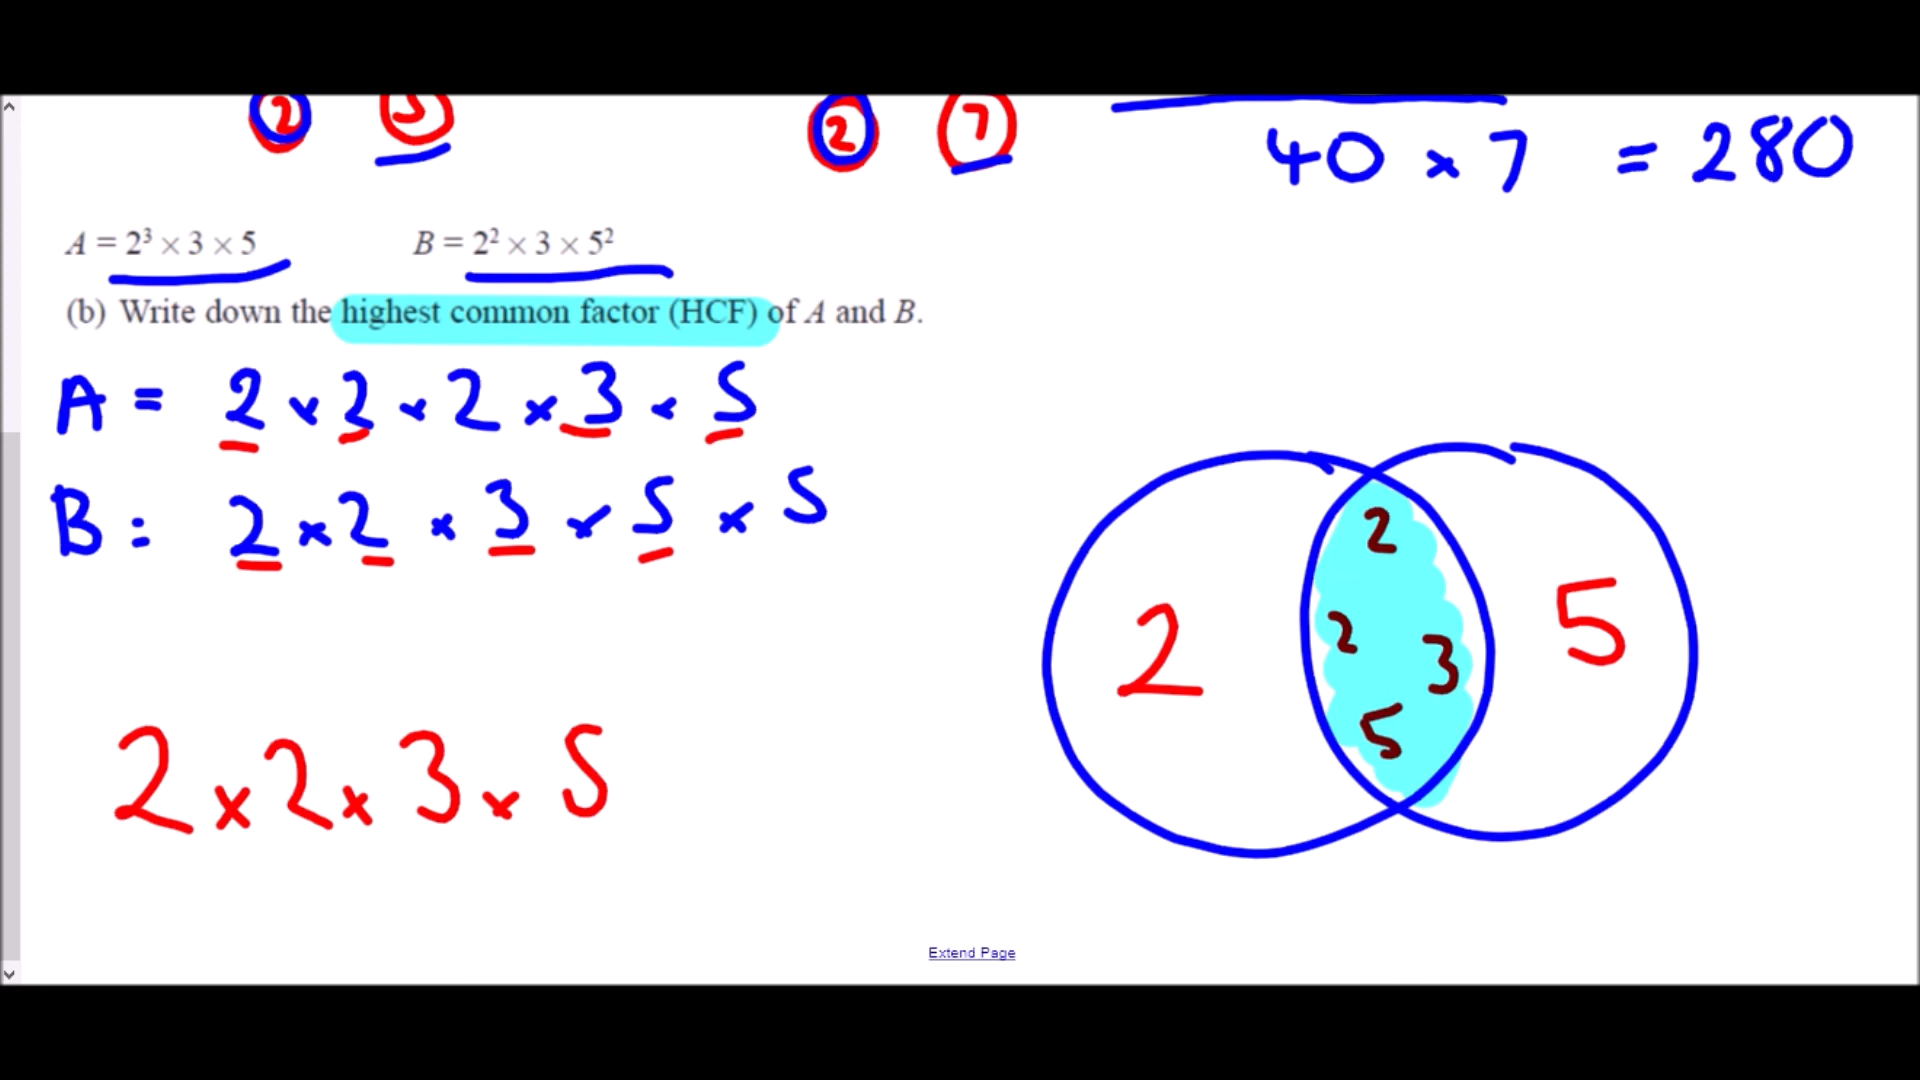 2 5 2 7
40 × 7 = 280
A = 2³ × 3 × 5 B = 2² × 3 × 5²
(b) Write down the highest common factor (HCF) of A and B.
A = 2 × 2 × 2 × 3 × 5
B = 2 × 2 × 3 × 5 × 5
2
2
5
2
3
5
2 × 2 × 3 × 5
Extend Page